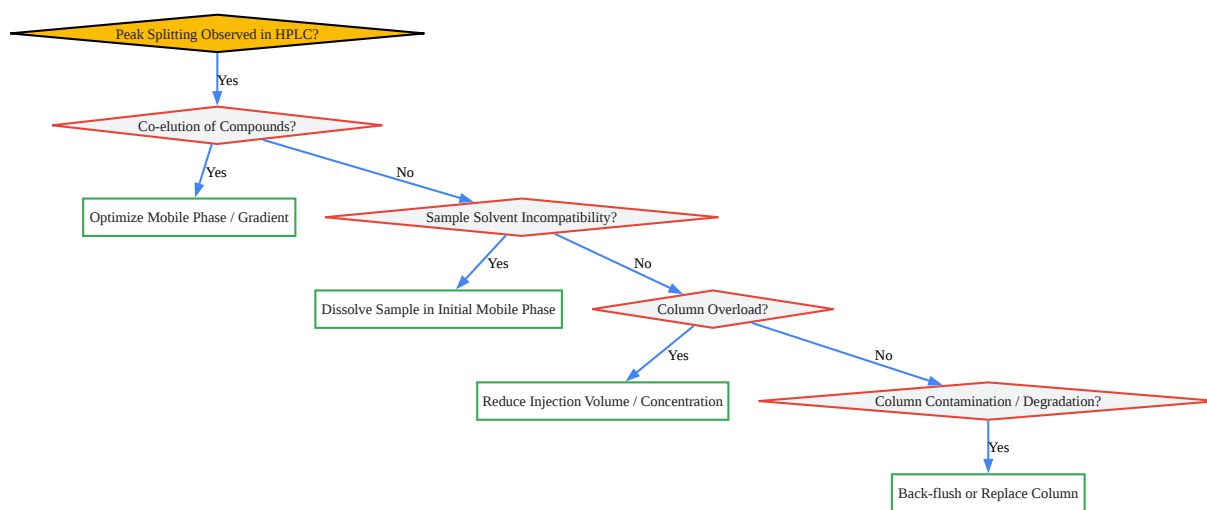 Peak Splitting Observed in HPLC?
Yes
Co-elution of Compounds?
Yes
No
Optimize Mobile Phase / Gradient
Sample Solvent Incompatibility?
Yes
No
Dissolve Sample in Initial Mobile Phase
Column Overload?
Yes
No
Reduce Injection Volume / Concentration
Column Contamination / Degradation?
Yes
Back-flush or Replace Column